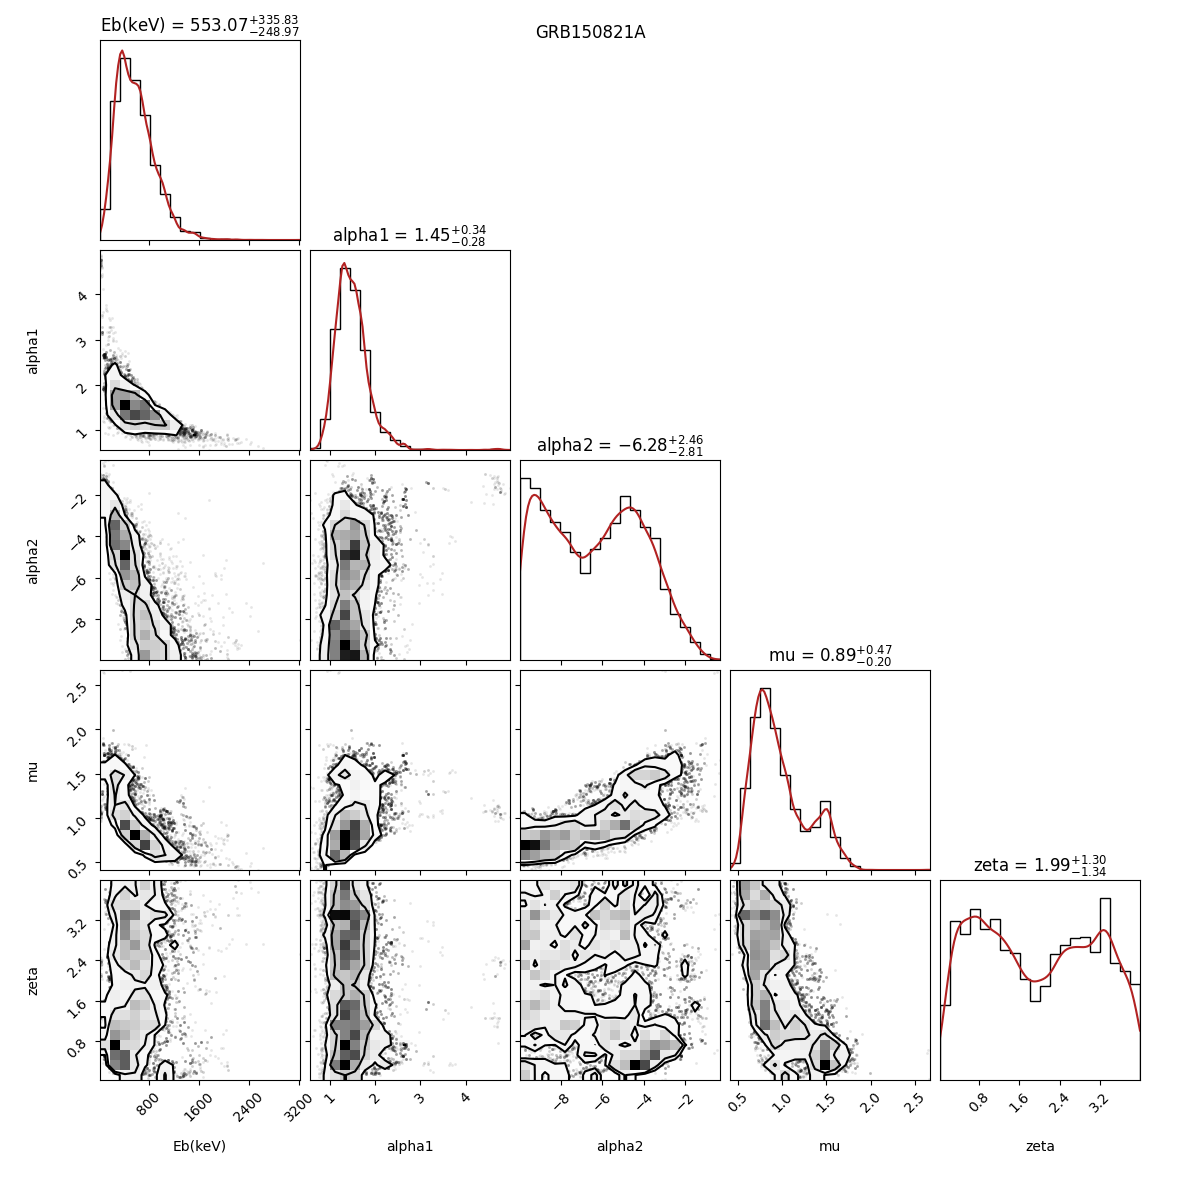 GRB150821A
Eb(keV) = 553.07+335.83 −248.97
alpha1 = 1.45+0.34 −0.28
alpha1
4
3
2
1
alpha2 = −6.28+2.46 −2.81
alpha2
−2
−4
−6
−8
mu = 0.89+0.47 −0.20
mu
2.5
2.0
1.5
1.0
0.5
zeta = 1.99+1.30 −1.34
zeta
3.2
2.4
1.6
0.8
800 1600 2400 3200 1 2 3 4 −8 −6 −4 −2 0.5 1.0 1.5 2.0 2.5 0.8 1.6 2.4 3.2
Eb(keV) alpha1 alpha2 mu zeta